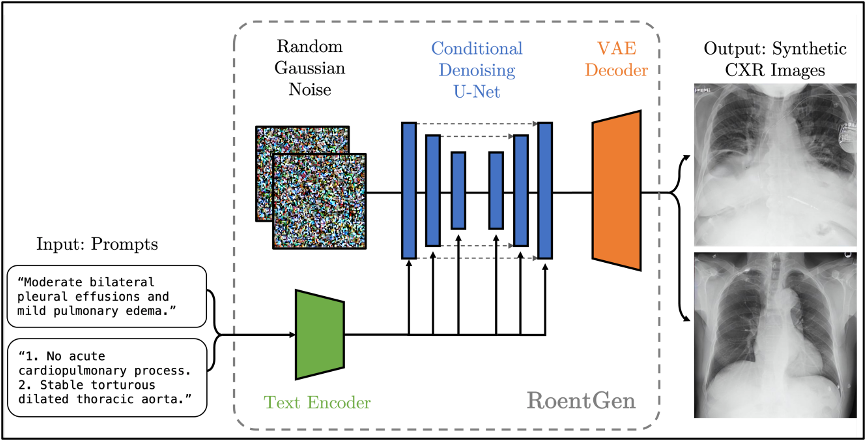 Random
Gaussian
Noise
Conditional
Denoising
U-Net
VAE
Decoder
Output: Synthetic
CXR Images
Input: Prompts
“Moderate bilateral
pleural effusions and
mild pulmonary edema.”
“1. No acute
cardiopulmonary process.
2. Stable torturous
dilated thoracic aorta.”
Text Encoder
RoentGen